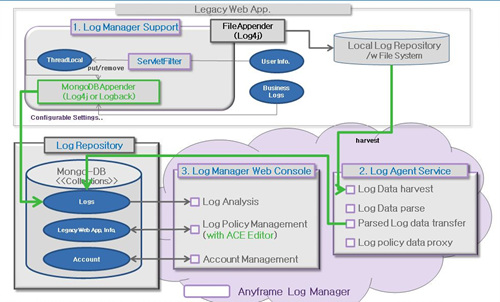 Legacy Web App.
1. Log Manager Support
FileAppender
(Log4j)
ThreadLocal
ServletFilter
UserInfo.
Local Log Repository
/w File System
put/remove
MongoDBAppender
(Log4j or Logback)
Business
Logs
Configurable Settings..
harvest
Log Repository
Mongo-DB
<<Collections>>
Logs
Legacy Web App. Info.
Account
3. Log Manager Web Console
Log Analysis
Log Policy Management
(with ACE Editor)
Account Management
2. Log Agent Service
Log Data harvest
Log Data parse
Parsed Log data transfer
Log policy data proxy
Anyframe Log Manager